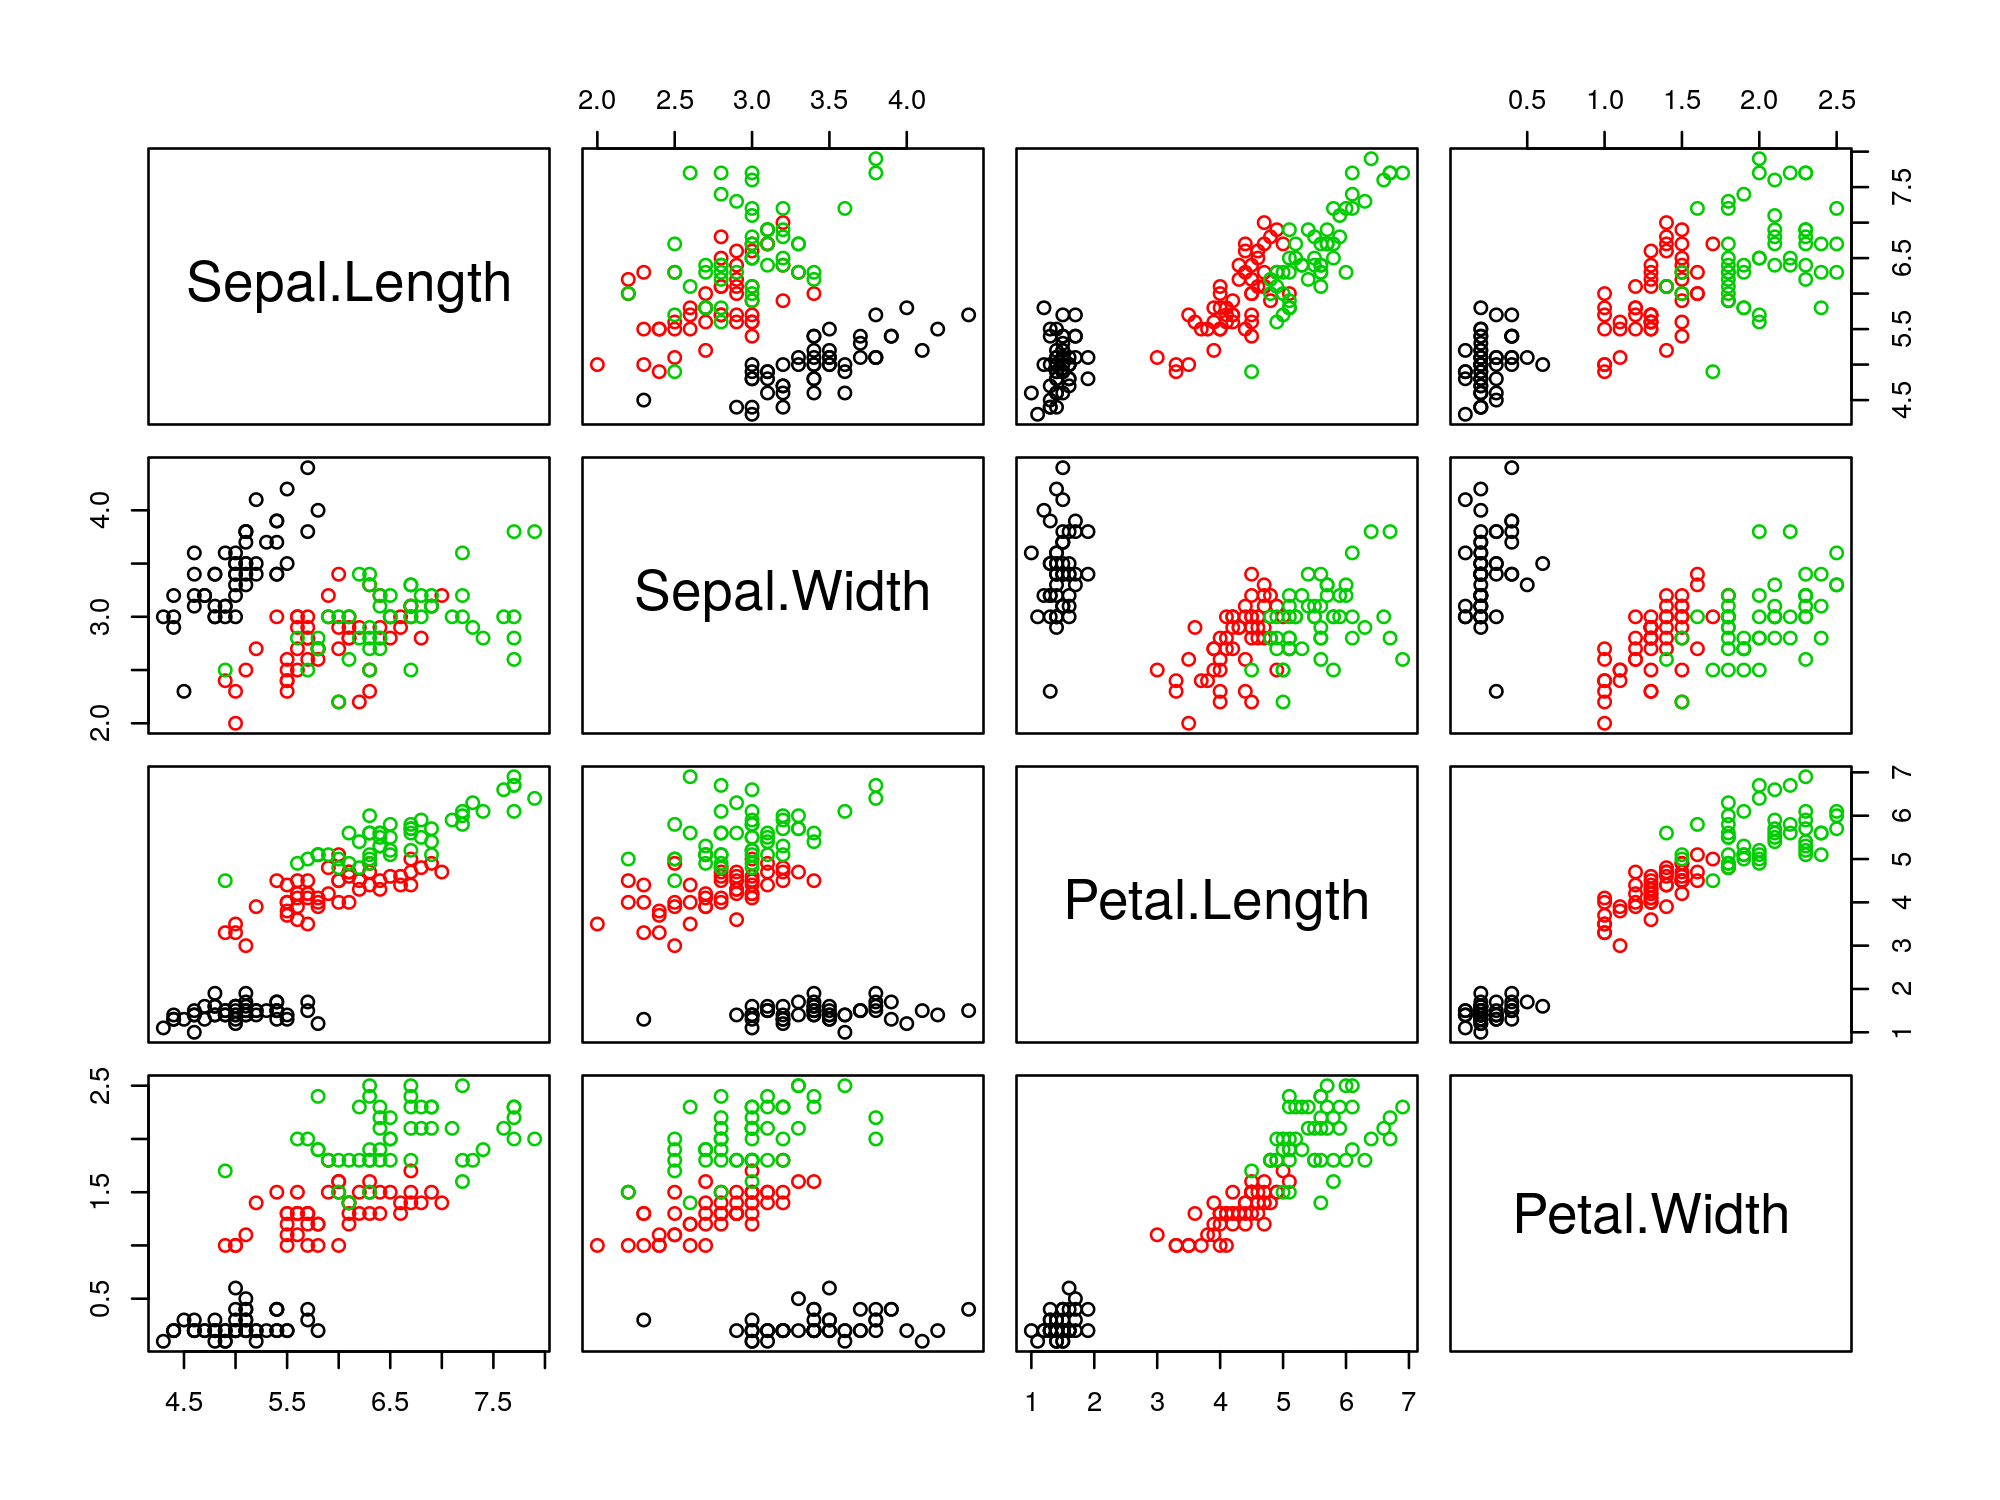 2.0 2.5 3.0 3.5 4.0
0.5 1.0 1.5 2.0 2.5
Sepal.Length
4.5 5.5 6.5 7.5
2.0 3.0 4.0
Sepal.Width
Petal.Length
1 2 3 4 5 6 7
0.5 1.5 2.5
Petal.Width
4.5 5.5 6.5 7.5
1 2 3 4 5 6 7